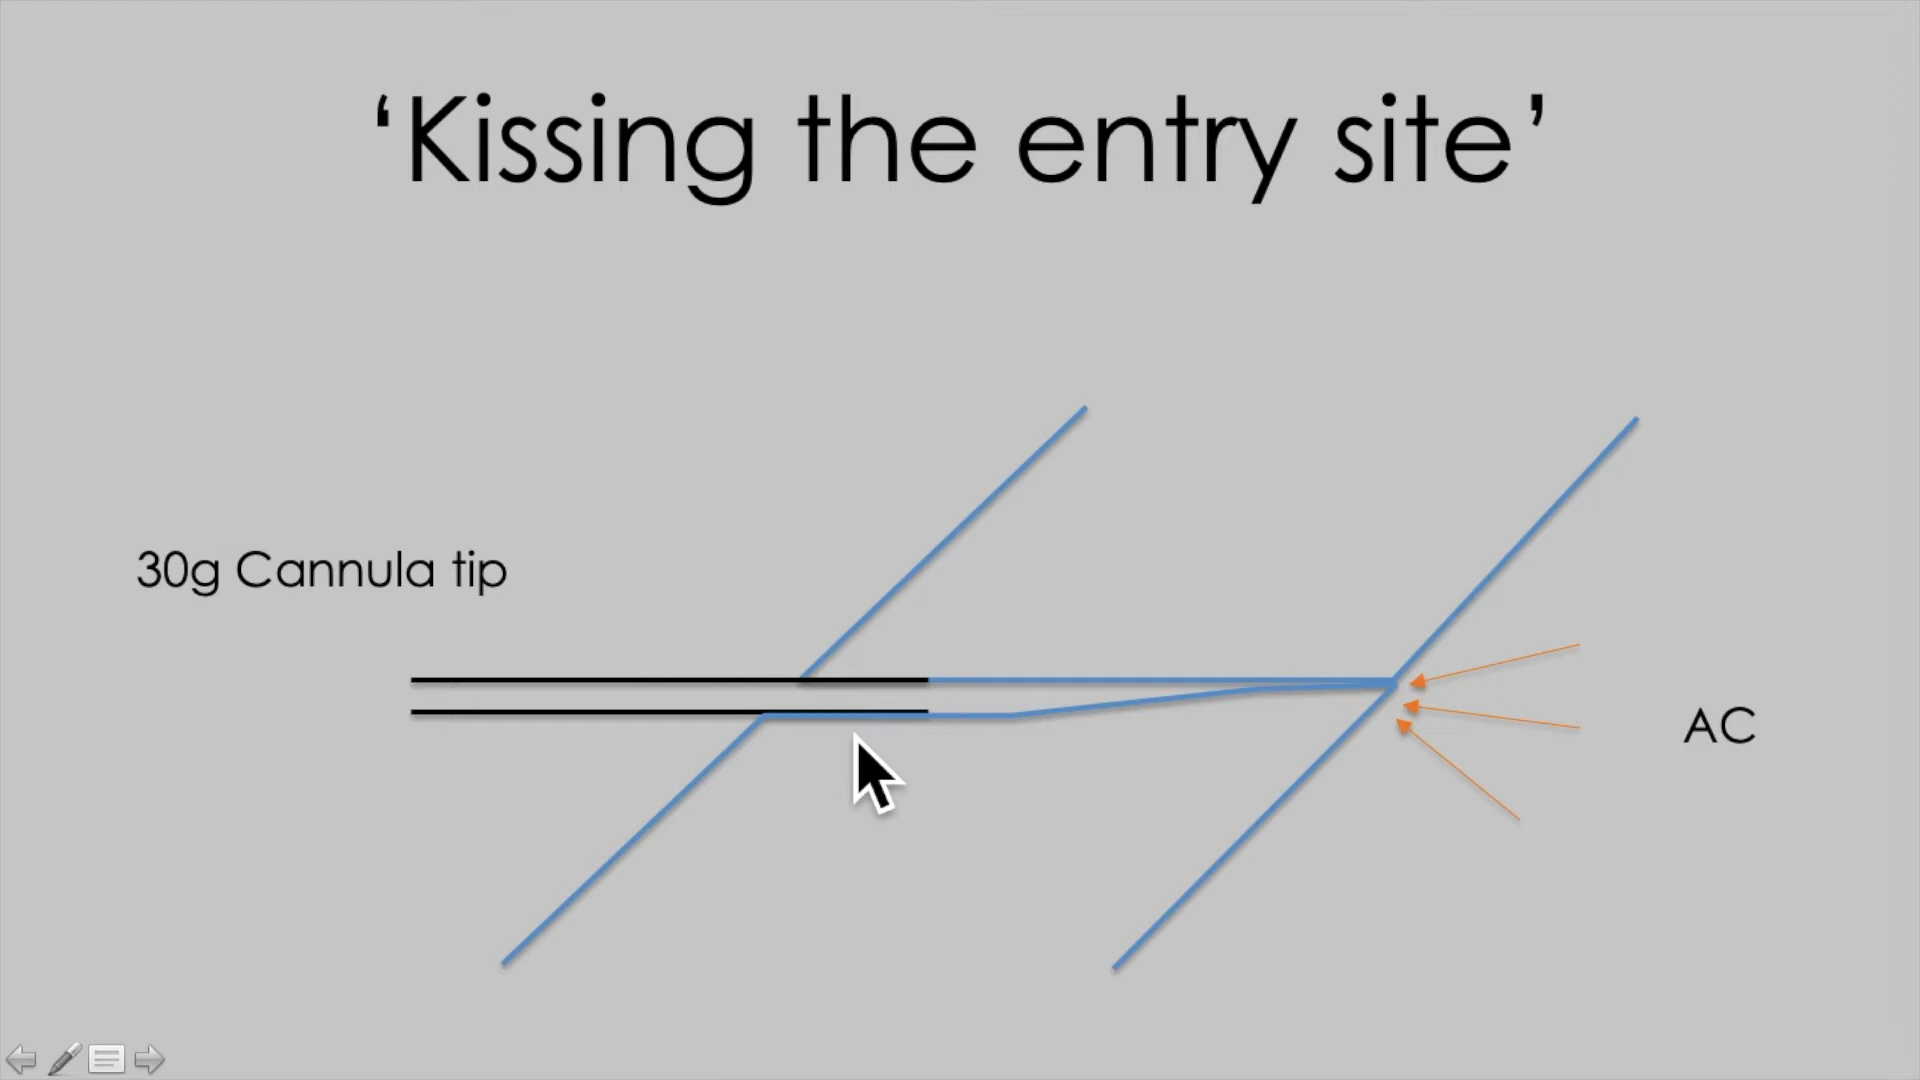 ‘Kissing the entry site’
30g Cannula tip
AC